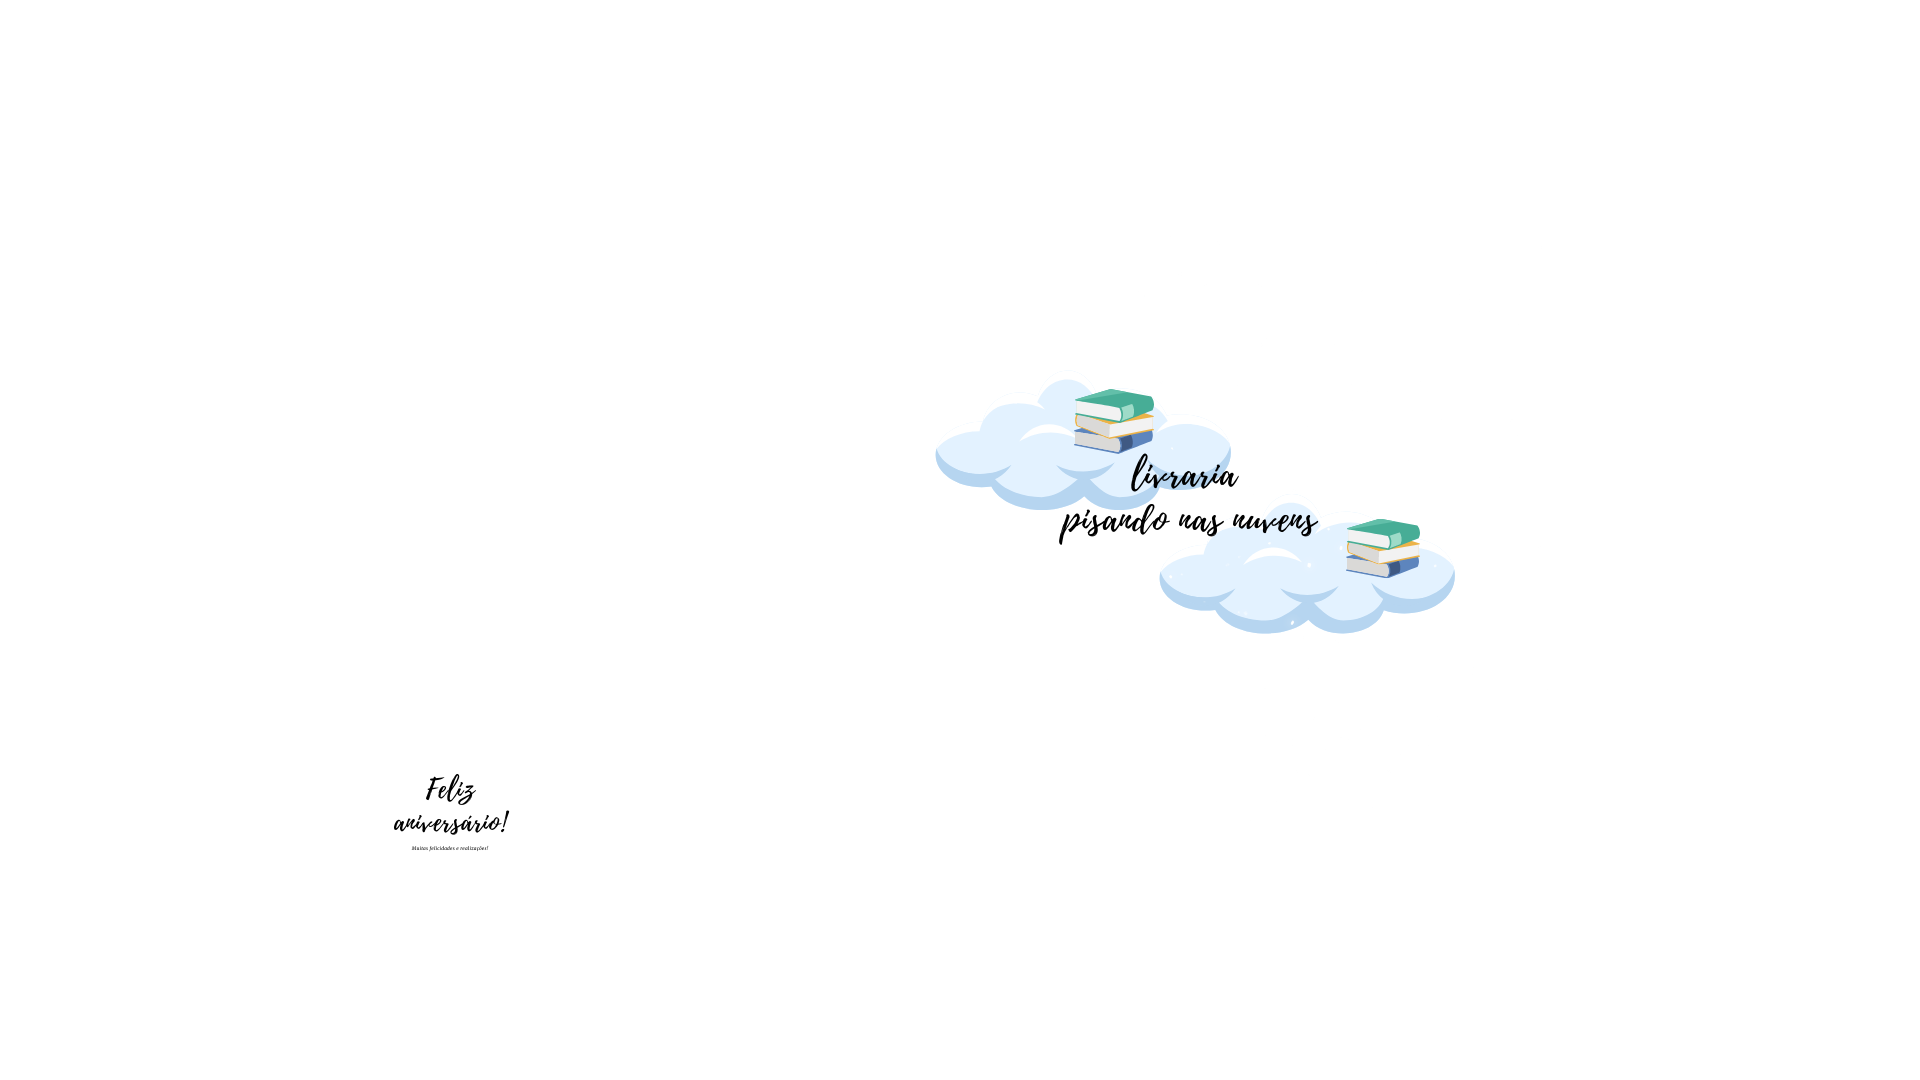 livraria
pisando nas nuvens
Feliz
aniversário!
Muitas felicidades e realizações!